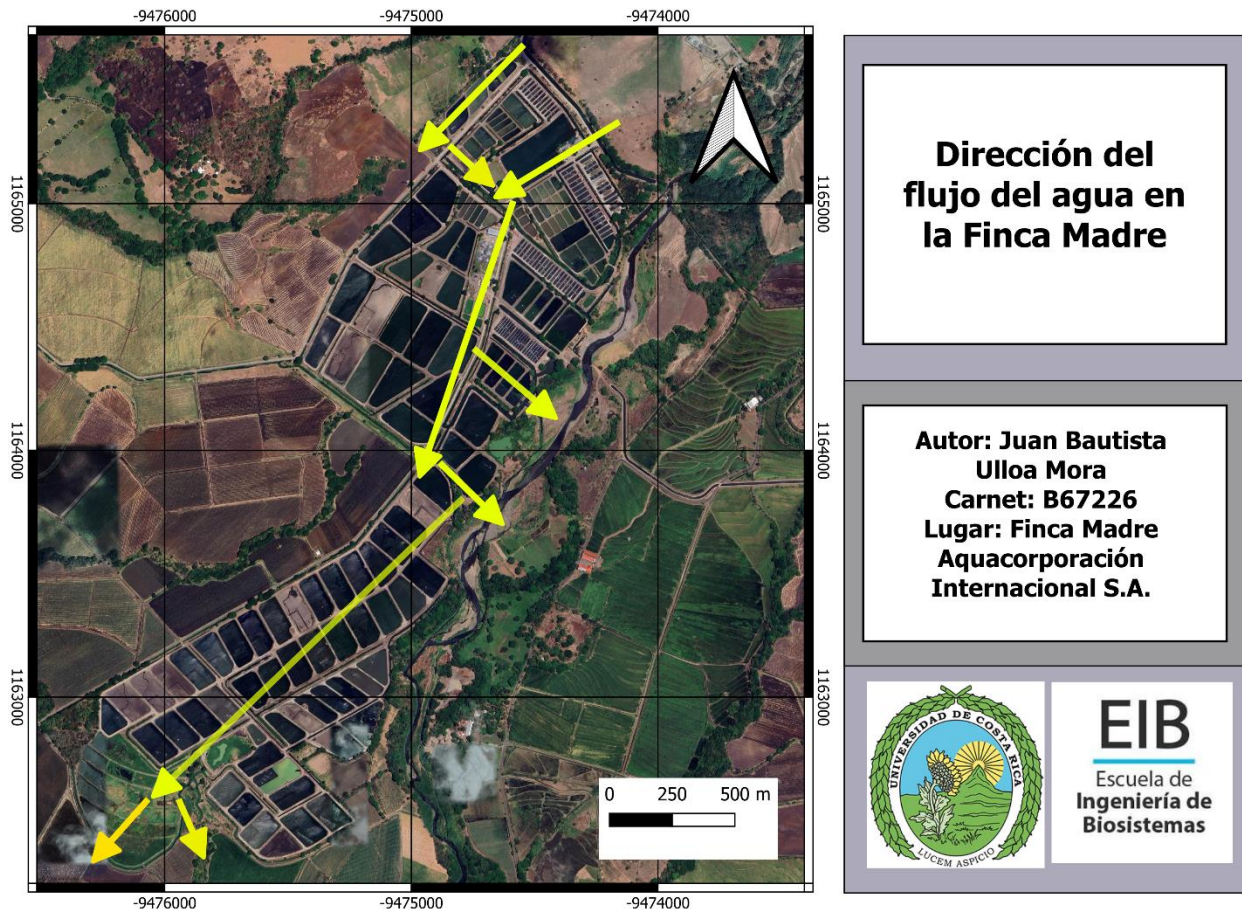 -9476000
-9475000
-9474000
1165000
1165000
1164000
1164000
1163000
1163000
0 250 500 m
-9476000
-9475000
-9474000
Dirección del
flujo del agua en
la Finca Madre
Autor: Juan Bautista
Ulloa Mora
Carnet: B67226
Lugar: Finca Madre
Aquacorporación
Internacional S.A.
UNIVERSIDAD DE COSTA RICA
LUCEM ASPICIO
EIB
Escuela de
Ingeniería de
Biosistemas